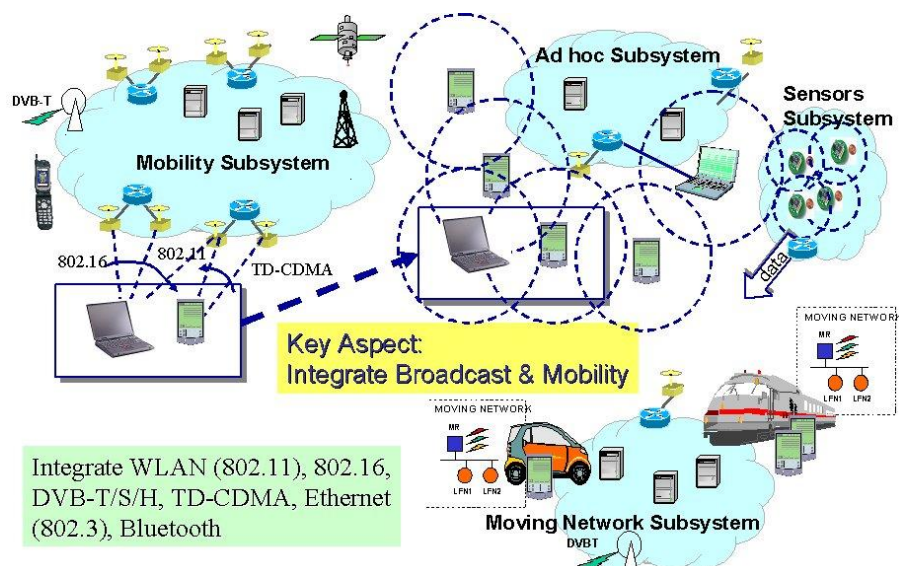 Ad hoc Subsystem
DVB-T
Sensors
Subsystem
Mobility Subsystem
802.16
802.11
TD-CDMA
data
Key Aspect:
Integrate Broadcast & Mobility
MOVING NETWORK
MR
LFN1 LFN2
MOVING NETWORK
MR
LFN1 LFN2
Integrate WLAN (802.11), 802.16,
DVB-T/S/H, TD-CDMA, Ethernet
(802.3), Bluetooth
Moving Network Subsystem
DVBT